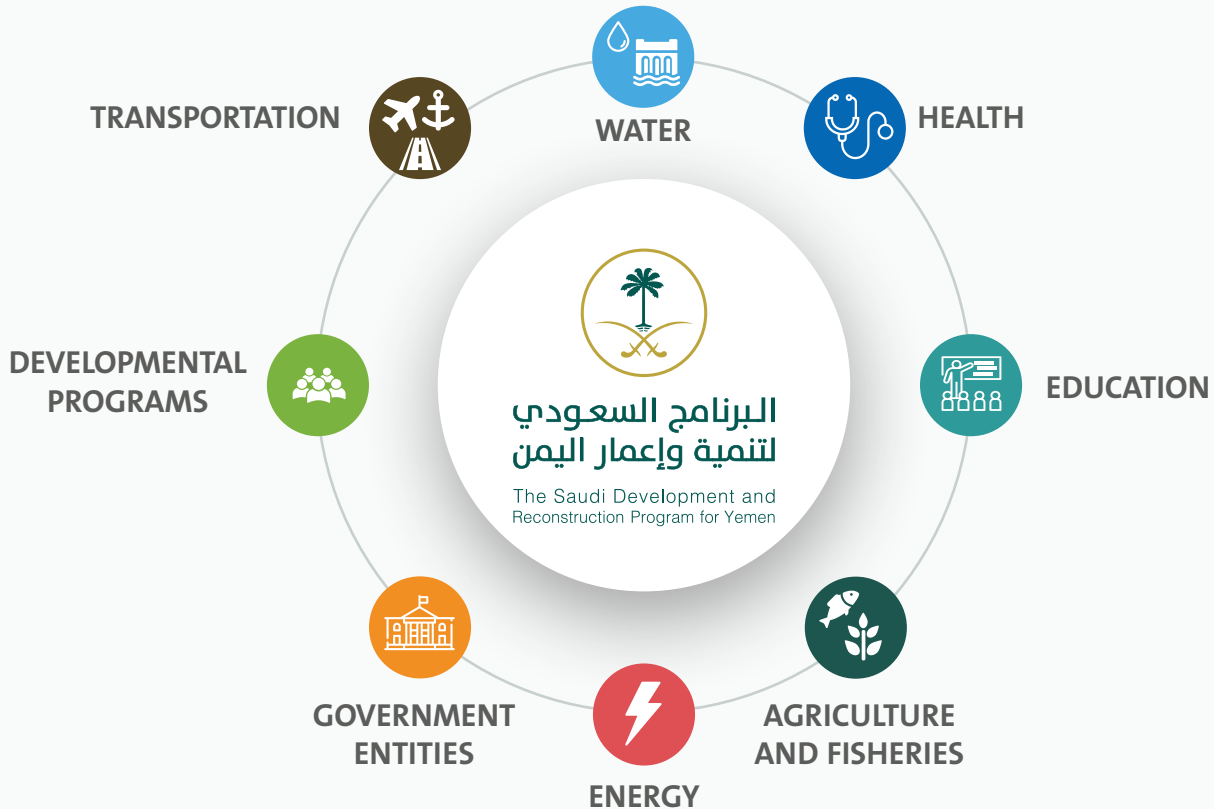 TRANSPORTATION
WATER
HEALTH
DEVELOPMENTAL
PROGRAMS
البرنامج السعودي
لتنمية وإعمار اليمن
The Saudi Development and
Reconstruction Program for Yemen
EDUCATION
GOVERNMENT
ENTITIES
ENERGY
AGRICULTURE
AND FISHERIES